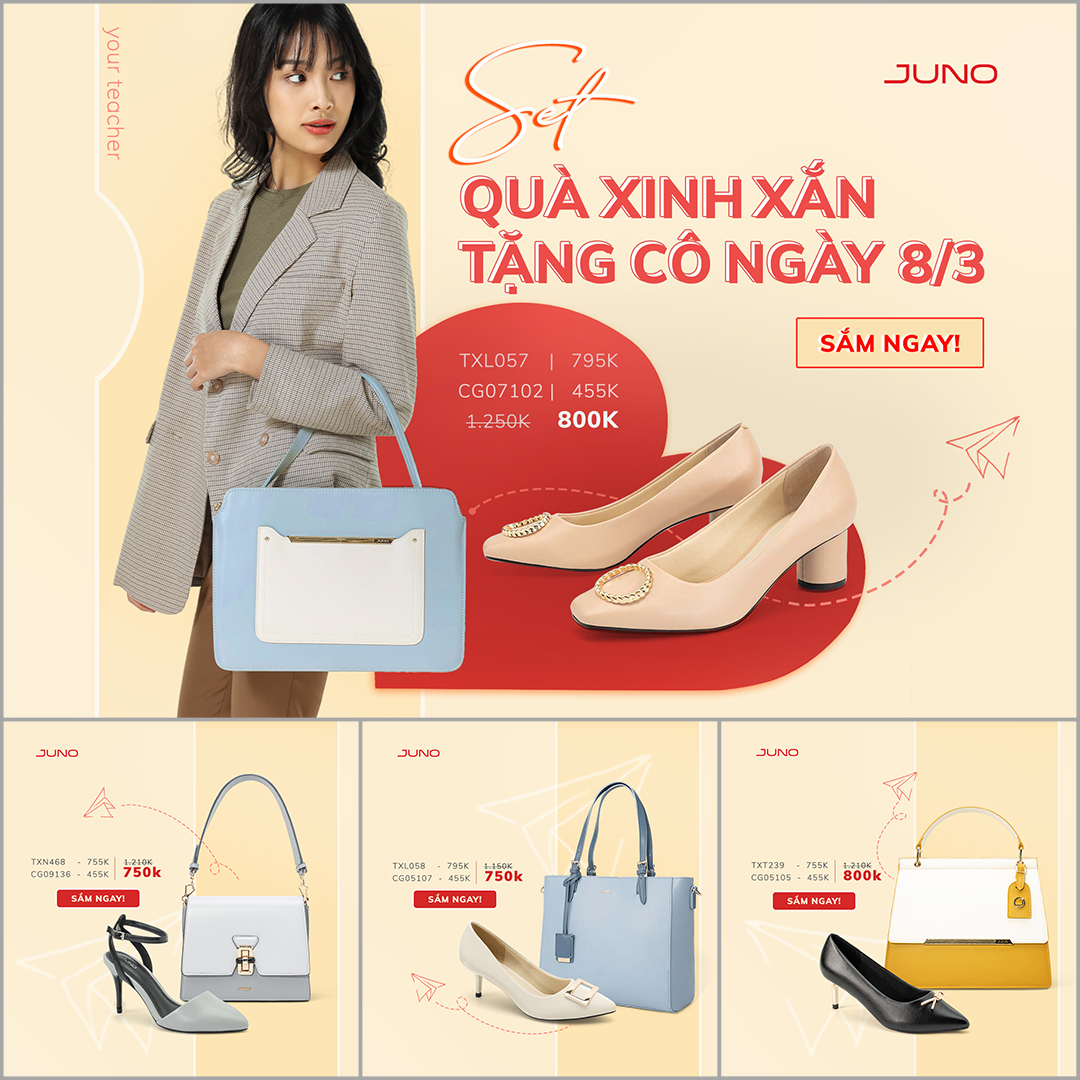 your teacher
JUNO
Set
QUÀ XINH XẮN
TẶNG CÔ NGÀY 8/3
SẮM NGAY!
TXL057 | 795K
CG07102 | 455K
1.250K 800K
JUNO
JUNO
TXN468 - 755K
CG09136 - 455K
1.210K
750k
SẮM NGAY!
JUNO
TXL058 - 795K
CG05107 - 455K
1.150K
750k
SẮM NGAY!
JUNO
TXT239 - 755K
CG05105 - 455K
1.210K
800k
SẮM NGAY!